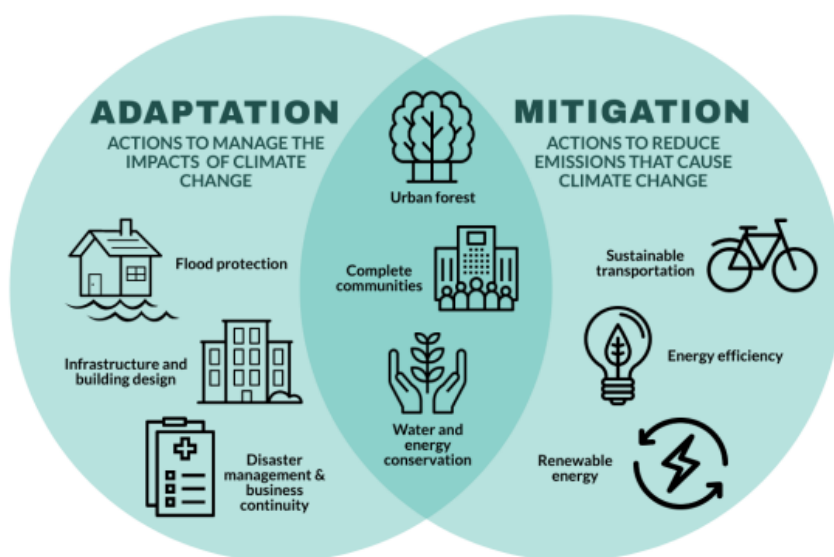 ADAPTATION
ACTIONS TO MANAGE THE
IMPACTS OF CLIMATE
CHANGE
Flood protection
Infrastructure and
building design
Disaster
management &
business
continuity
Urban forest
Complete
communities
Water and
energy
conservation
MITIGATION
ACTIONS TO REDUCE
EMISSIONS THAT CAUSE
CLIMATE CHANGE
Sustainable
transportation
Energy efficiency
Renewable
energy